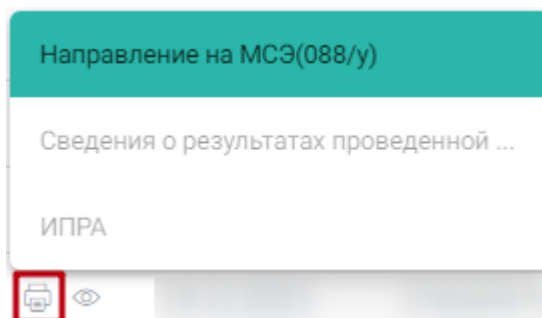 Направление на МСЭ(088/у)
Сведения о результатах проведенной ...
ИПРА